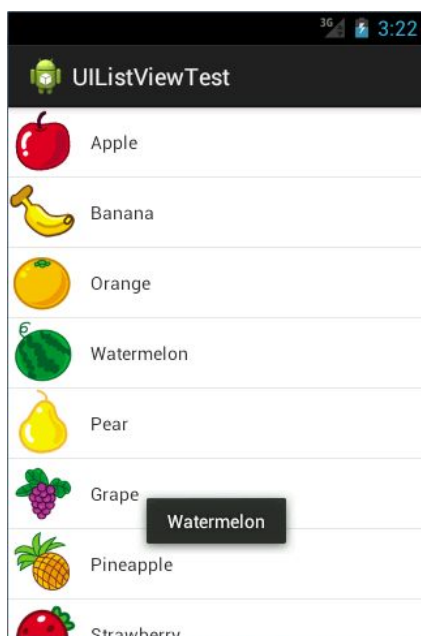 3G 3:22
UIListViewTest
Apple
Banana
Orange
Watermelon
Pear
Grape
Watermelon
Pineapple
Strawberry